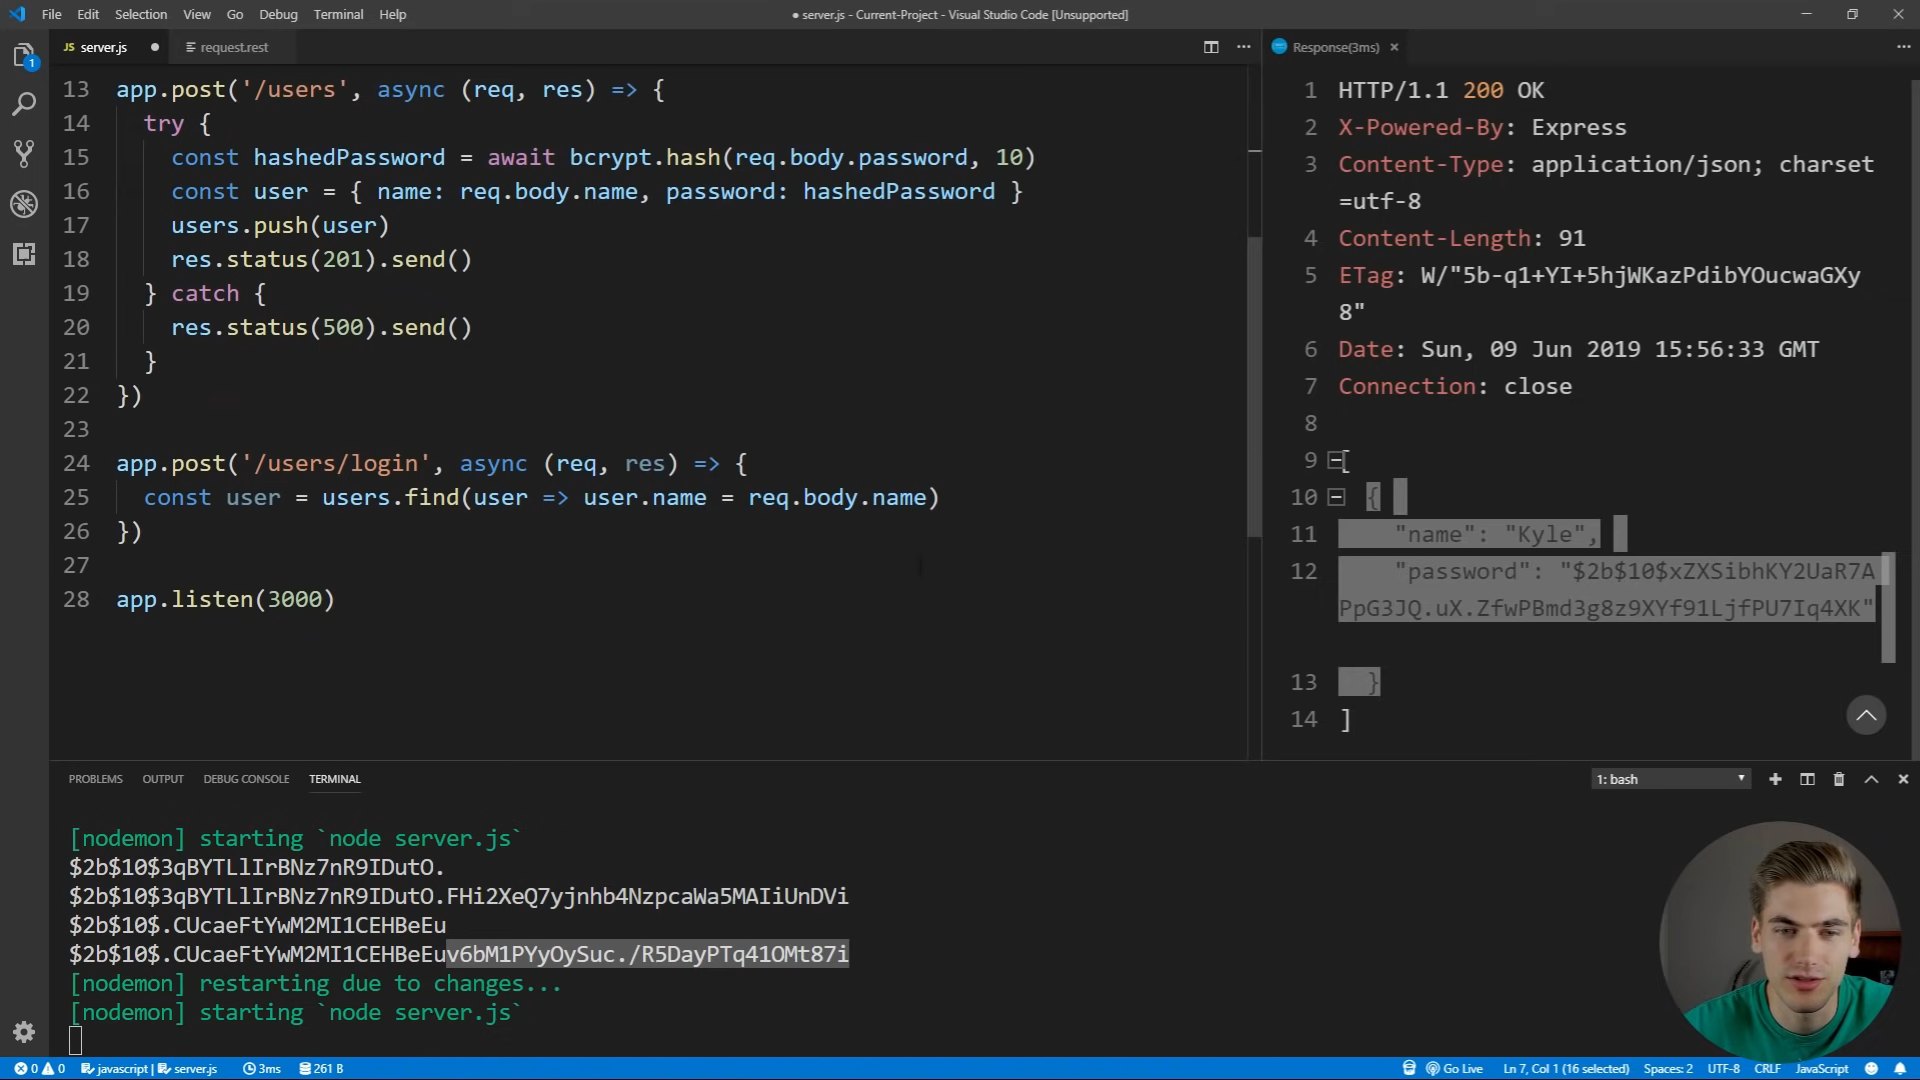 File Edit Selection View Go Debug Terminal Help
● server.js - Current-Project - Visual Studio Code [Unsupported]
JS server.js ●
request.rest
Response(3ms) ×
13 app.post('/users', async (req, res) => {
14 try {
15 const hashedPassword = await bcrypt.hash(req.body.password, 10)
16 const user = { name: req.body.name, password: hashedPassword }
17 users.push(user)
18 res.status(201).send()
19 } catch {
20 res.status(500).send()
21 }
22 })
23
24 app.post('/users/login', async (req, res) => {
25 const user = users.find(user => user.name = req.body.name)
26 })
27
28 app.listen(3000)
1 HTTP/1.1 200 OK
2 X-Powered-By: Express
3 Content-Type: application/json; charset
=utf-8
4 Content-Length: 91
5 ETag: W/"5b-q1+YI+5hjWKazPdibYOucwaGXy
8"
6 Date: Sun, 09 Jun 2019 15:56:33 GMT
7 Connection: close
8
9 [
10 {
11 "name": "Kyle",
12 "password": "$2b$10$xZXSibhKY2UaR7A
PpG3JQ.uX.ZfwPBmd3g8z9XYf91LjfPU7Iq4XK"
13 }
14 ]
PROBLEMS OUTPUT DEBUG CONSOLE TERMINAL
1: bash
[nodemon] starting `node server.js`
$2b$10$3qBYTLlIrBNz7nR9IDutO.
$2b$10$3qBYTLlIrBNz7nR9IDutO.FHi2XeQ7yjnhb4NzpcaWa5MAIiUnDVi
$2b$10$.CUcaeFtYwM2MI1CEHBeEu
$2b$10$.CUcaeFtYwM2MI1CEHBeEuv6bM1PYyOySuc./R5DayPTq41OMt87i
[nodemon] restarting due to changes...
[nodemon] starting `node server.js`
0 0 javascript | server.js 3ms 261 B
Go Live Ln 7, Col 1 (16 selected) Spaces: 2 UTF-8 CRLF JavaScript